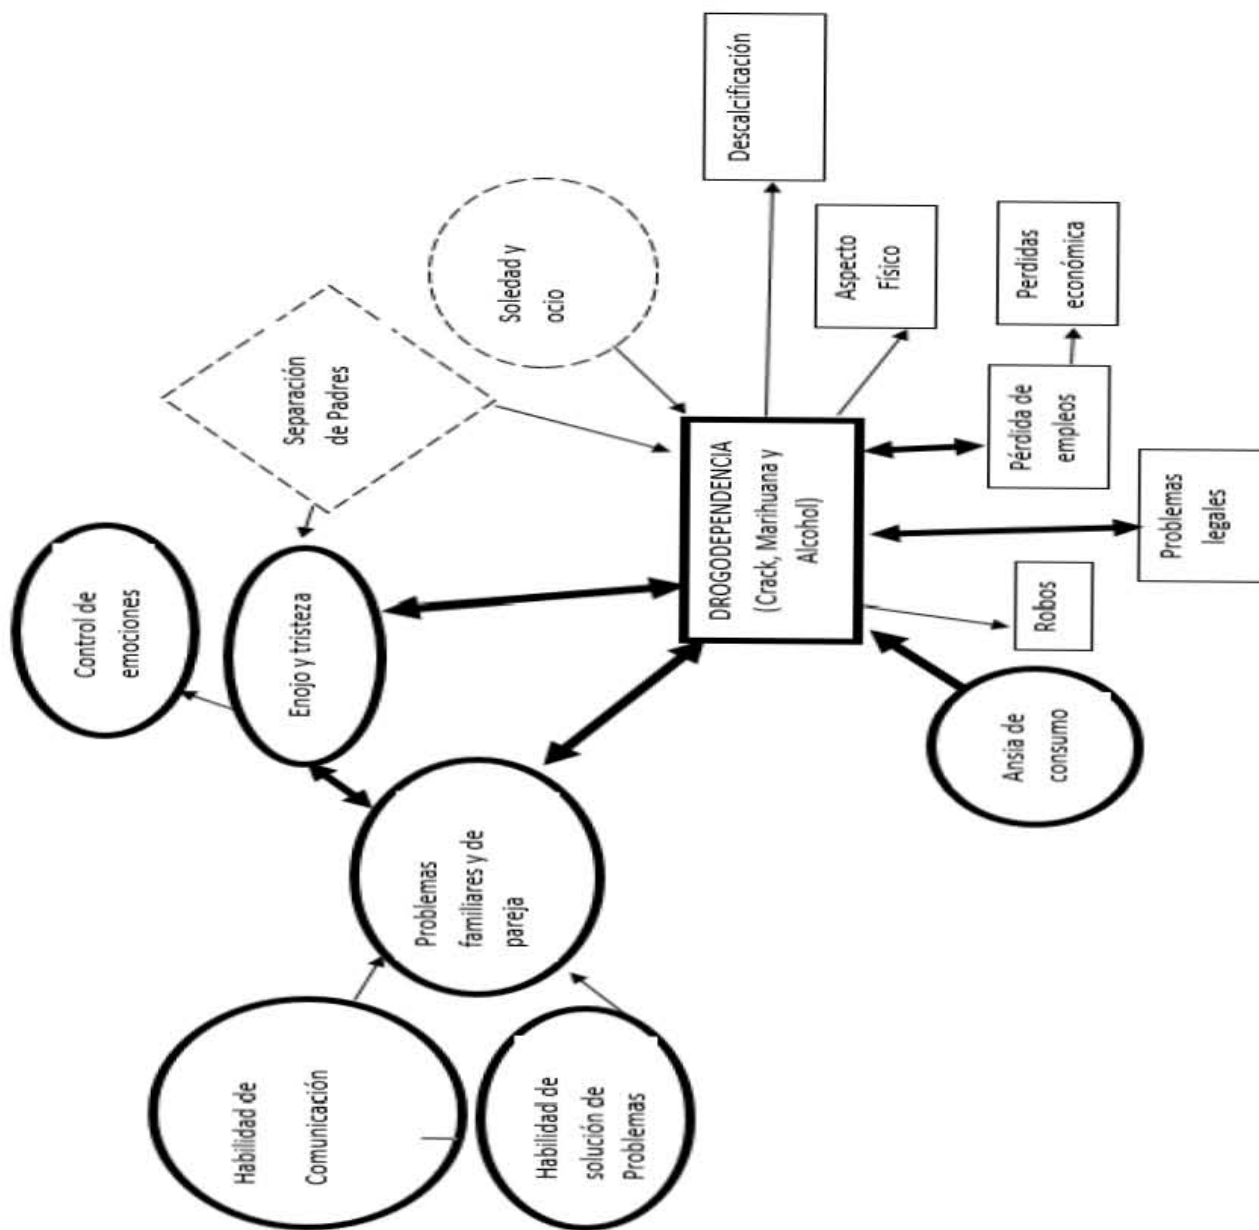 Control de
emociones
Habilidad de
Comunicación
Enojo y tristeza
Separación
de Padres
Problemas
familiares y de
pareja
Soledad y
ocio
Habilidad de
solución de
Problemas
DROGODEPENDENCIA
(Crack, Marihuana y
Alcohol)
Descalcificación
Aspecto
Físico
Ansia de
consumo
Robos
Pérdida de
empleos
Perdidas
económica
Problemas
legales